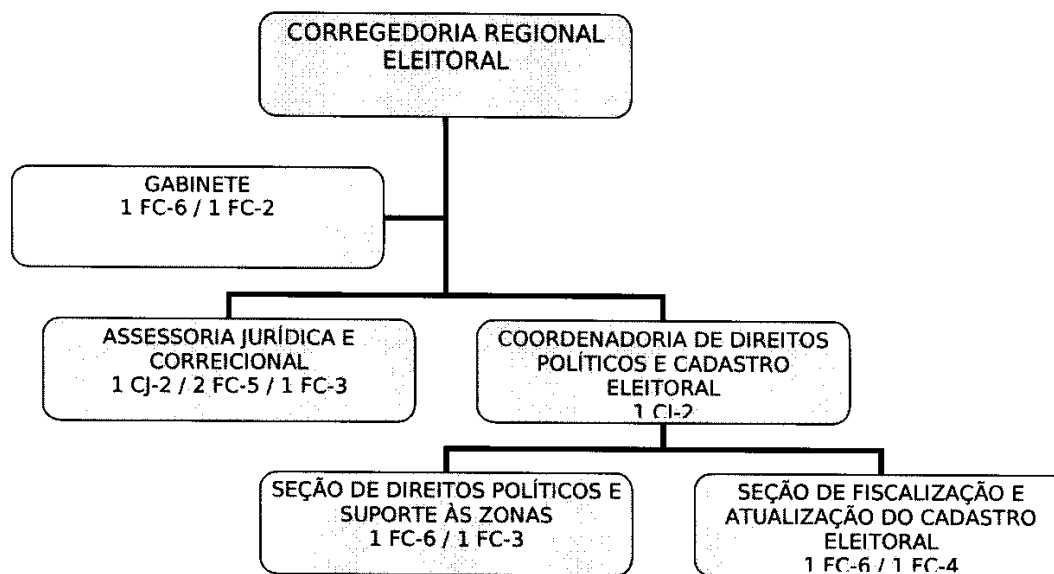 CORREGEDORIA REGIONAL
ELEITORAL
GABINETE
1 FC-6 / 1 FC-2
ASSESSORIA JURÍDICA E
CORREICIONAL
1 CJ-2 / 2 FC-5 / 1 FC-3
COORDENADORIA DE DIREITOS
POLÍTICOS E CADASTRO
ELEITORAL
1 CJ-2
SEÇÃO DE DIREITOS POLÍTICOS E
SUPORTE ÀS ZONAS
1 FC-6 / 1 FC-3
SEÇÃO DE FISCALIZAÇÃO E
ATUALIZAÇÃO DO CADASTRO
ELEITORAL
1 FC-6 / 1 FC-4